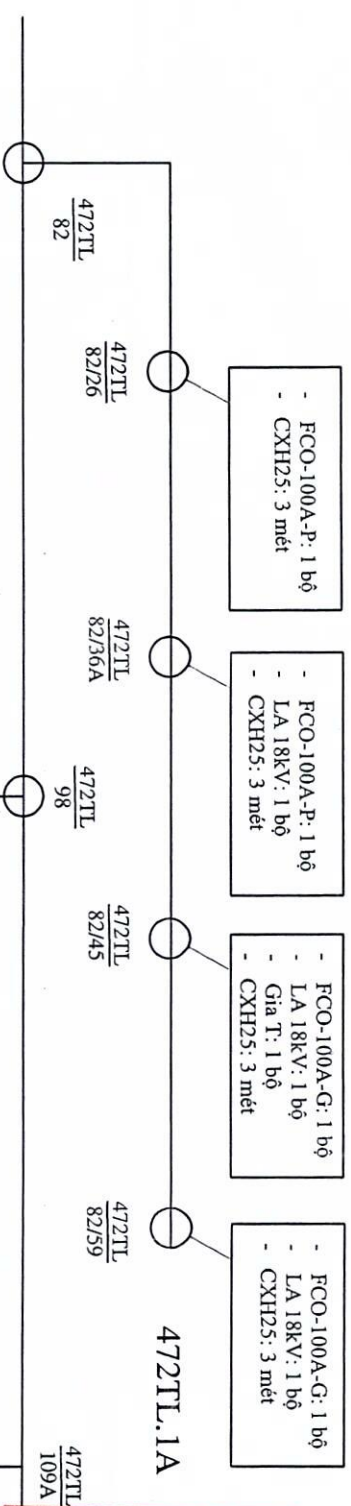 - FCO-100A-P: 1 bộ
- CXH25: 3 mét
- FCO-100A-P: 1 bộ
- LA 18kV: 1 bộ
- CXH25: 3 mét
- FCO-100A-G: 1 bộ
- LA 18kV: 1 bộ
- Gia T: 1 bộ
- CXH25: 3 mét
- FCO-100A-G: 1 bộ
- LA 18kV: 1 bộ
- CXH25: 3 mét
472TL.1A
472TL
82
472TL
82/26
472TL
82/36A
472TL
82/45
472TL
82/59
472TL
98
472TL
109A